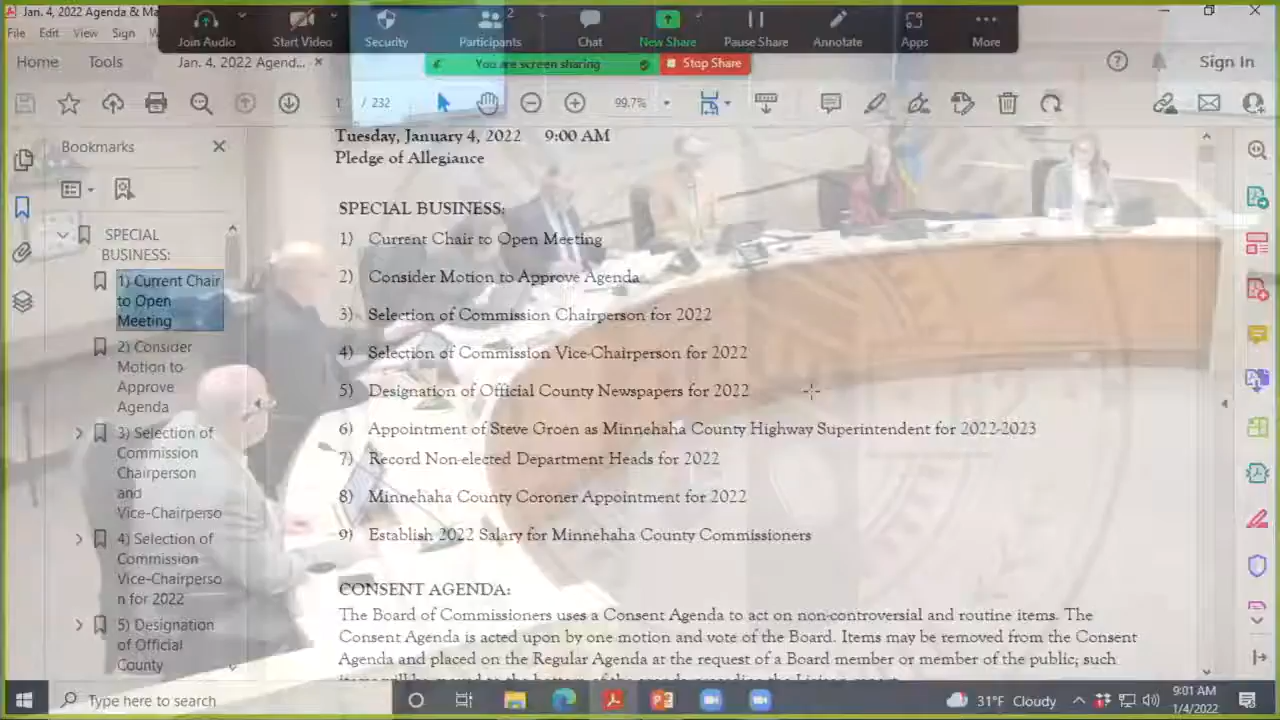 Jan. 4, 2022 Agenda & Ma
File Edit View Sign
Join Audio Start Video Security Participants 2 Chat New Share Pause Share Annotate Apps More
You are screen sharing Stop Share
Home Tools Jan. 4, 2022 Agend... × Sign In
1 / 232 99.7%
Bookmarks
SPECIAL
BUSINESS:
1) Current Chair
to Open
Meeting
2) Consider
Motion to
Approve
Agenda
3) Selection of
Commission
Chairperson
and
Vice-Chairperso
4) Selection of
Commission
Vice-Chairperso
n for 2022
5) Designation
of Official
County
Tuesday, January 4, 2022 9:00 AM
Pledge of Allegiance
SPECIAL BUSINESS:
1) Current Chair to Open Meeting
2) Consider Motion to Approve Agenda
3) Selection of Commission Chairperson for 2022
4) Selection of Commission Vice-Chairperson for 2022
5) Designation of Official County Newspapers for 2022
6) Appointment of Steve Groen as Minnehaha County Highway Superintendent for 2022-2023
7) Record Non-elected Department Heads for 2022
8) Minnehaha County Coroner Appointment for 2022
9) Establish 2022 Salary for Minnehaha County Commissioners
CONSENT AGENDA:
The Board of Commissioners uses a Consent Agenda to act on non-controversial and routine items. The
Consent Agenda is acted upon by one motion and vote of the Board. Items may be removed from the Consent
Agenda and placed on the Regular Agenda at the request of a Board member or member of the public; such
Type here to search
31°F Cloudy
9:01 AM
1/4/2022